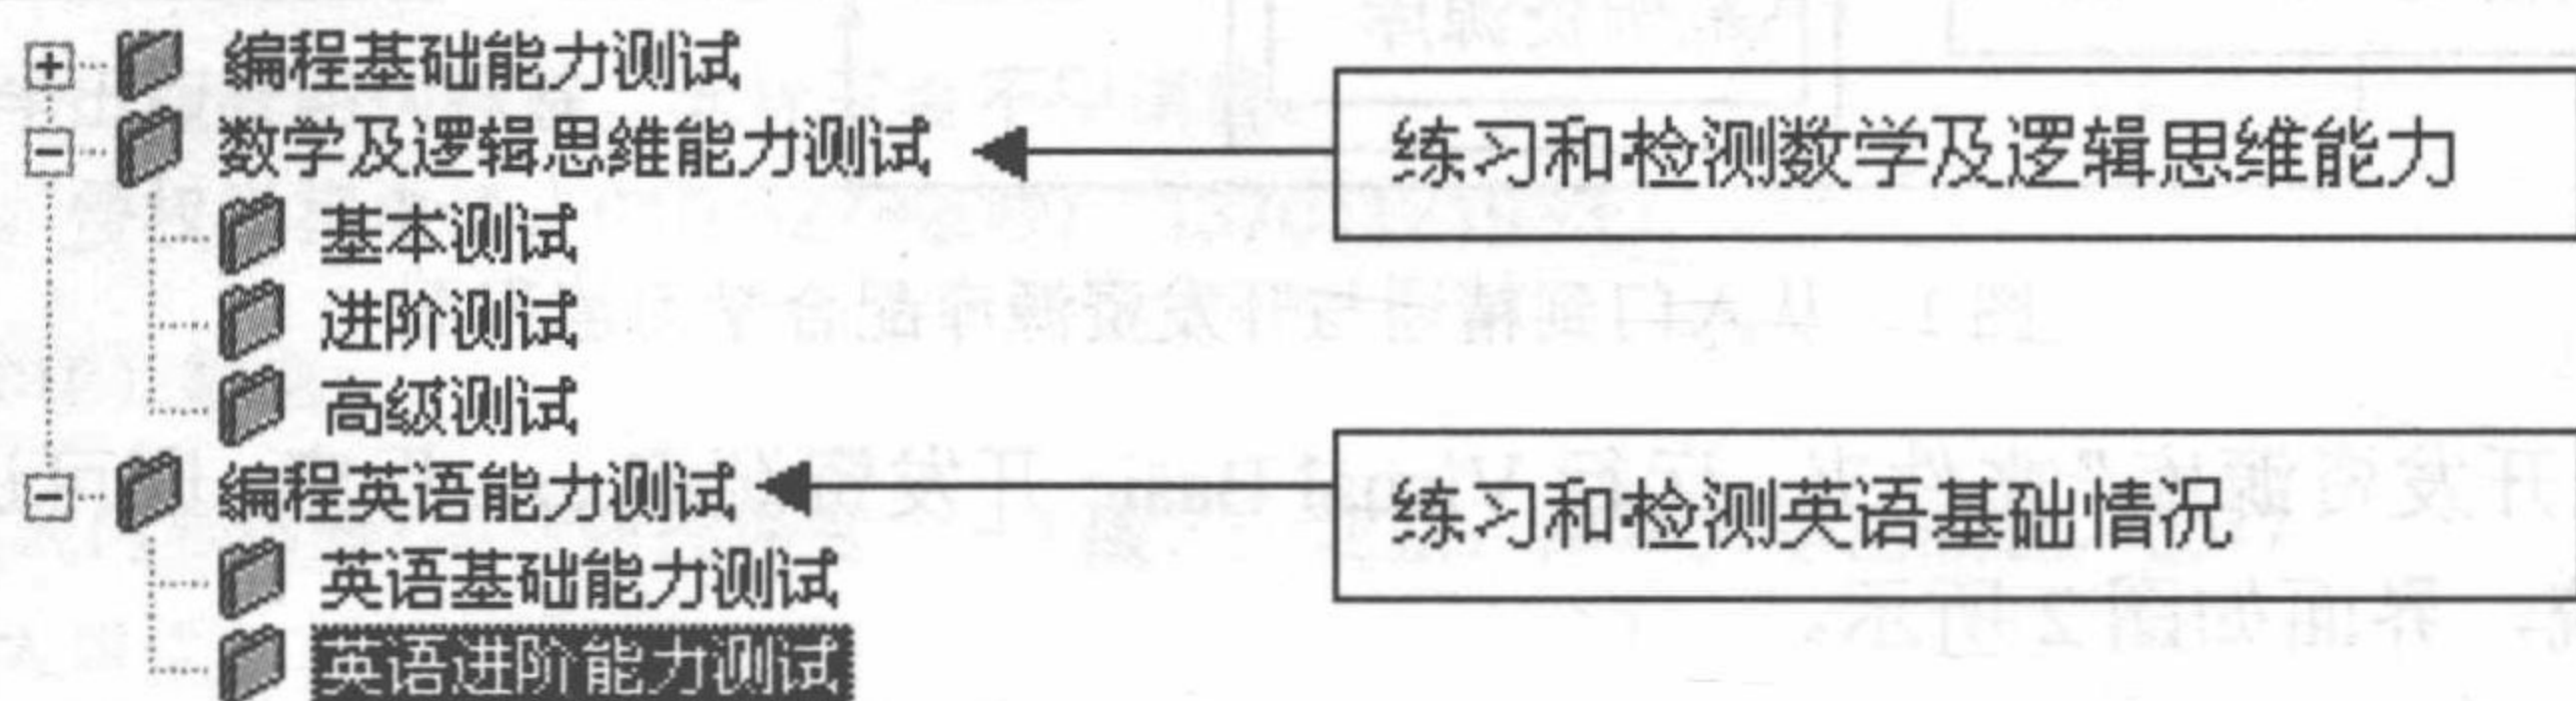 编程基础能力测试
数学及逻辑思维能力测试
练习和检测数学及逻辑思维能力
基本测试
进阶测试
高级测试
编程英语能力测试
练习和检测英语基础情况
英语基础能力测试
英语进阶能力测试